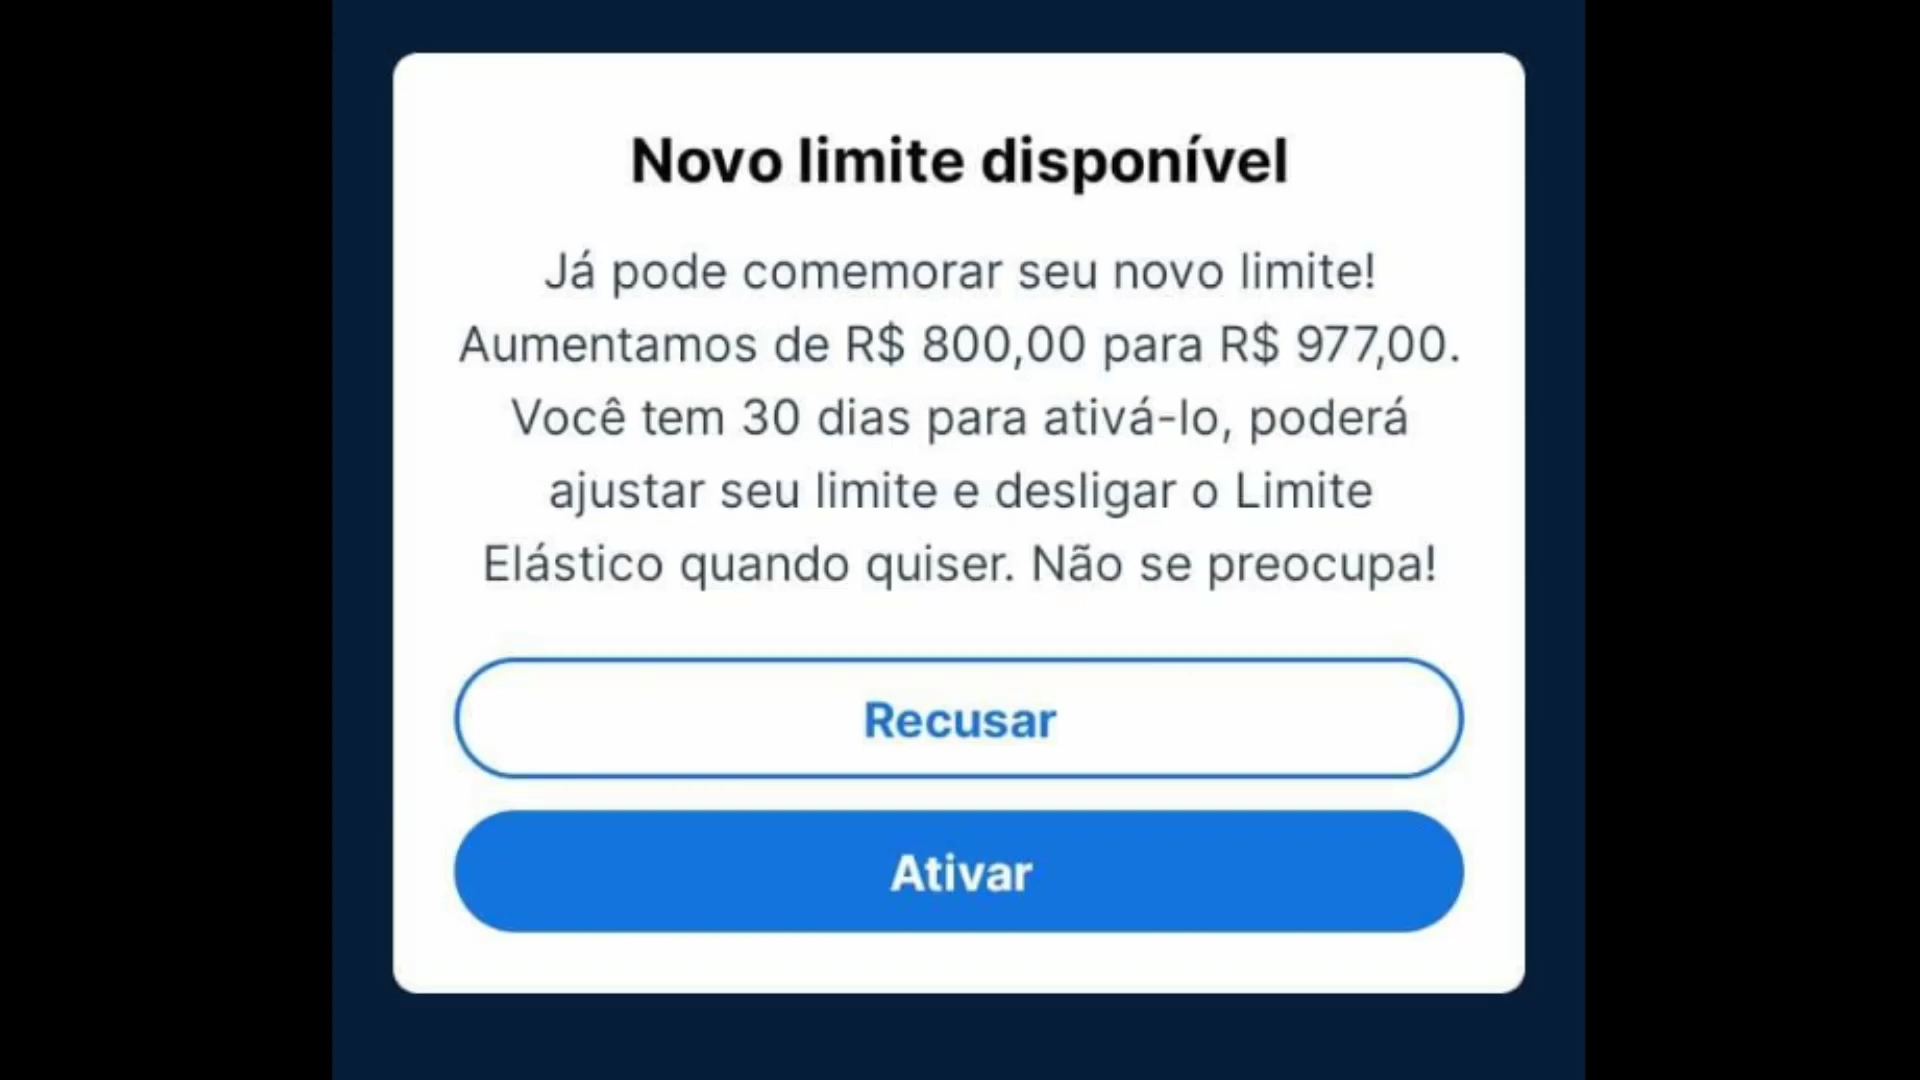 Novo limite disponível
Já pode comemorar seu novo limite!
Aumentamos de R$ 800,00 para R$ 977,00.
Você tem 30 dias para ativá-lo, poderá
ajustar seu limite e desligar o Limite
Elástico quando quiser. Não se preocupa!
Recusar
Ativar